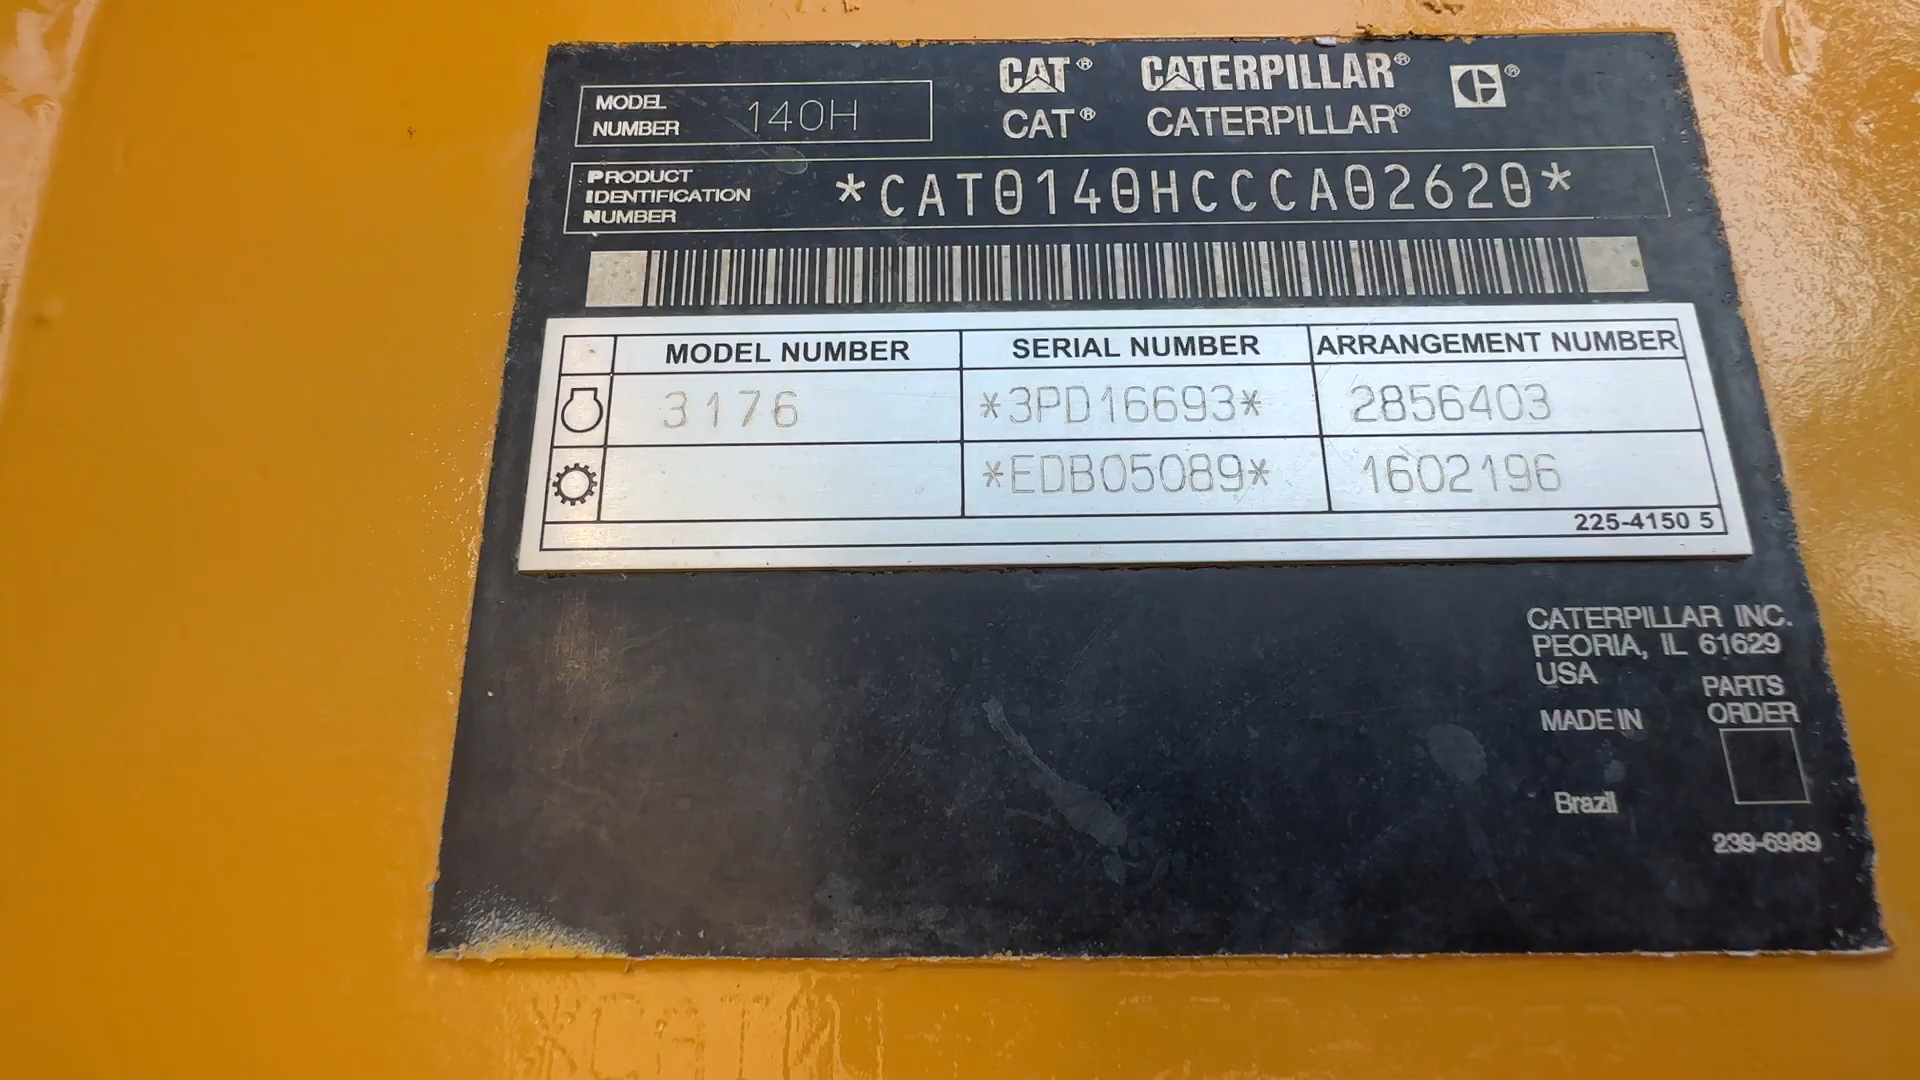 CAT® CATERPILLAR® ®
MODEL NUMBER 140H CAT® CATERPILLAR®
PRODUCT
IDENTIFICATION
NUMBER
*CAT0140HCCCA02620*
MODEL NUMBER SERIAL NUMBER ARRANGEMENT NUMBER
3176 *3PD16693* 2856403
*EDB05089* 1602196
225-4150 5
CATERPILLAR INC.
PEORIA, IL 61629
USA
PARTS
ORDER
MADE IN
Brazil
239-6989